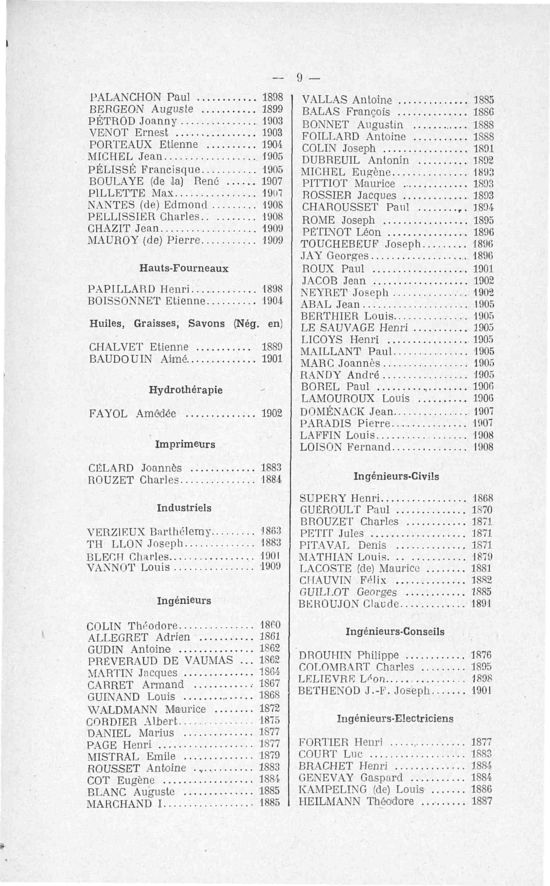 — 9 —
PALANCHON Paul ............ 1898
BERGEON Auguste ........... 1899
PÉTROD Joanny ............... 1903
VENOT Ernest ................ 1903
PORTEAUX Etienne .......... 1904
MICHEL Jean.................. 1905
PÉLISSÉ Francisque........... 1905
BOULAYE (de la) René ...... 1907
PILLETTE Max................ 1907
NANTES (de) Edmond ........ 1908
PELLISSIER Charles.. ........ 1908
CHAZIT Jean.................. 1909
MAUROY (de) Pierre.......... 1909
Hauts-Fourneaux
PAPILLARD Henri............. 1898
BOISSONNET Etienne.......... 1904
Huiles, Graisses, Savons (Nég. en)
CHALVET Etienne ............ 1889
BAUDOUIN Aimé.............. 1901
Hydrothérapie
FAYOL Amédée .............. 1902
Imprimeurs
CÉLARD Joannès ............. 1883
ROUZET Charles............... 1884
Industriels
VERZIEUX Barthélemy......... 1863
TH LLON Joseph.............. 1883
BLECH Charles................. 1901
VANNOT Louis ................ 1909
Ingénieurs
COLIN Théodore............... 1860
ALLEGRET Adrien ........... 1861
GUDIN Antoine ............... 1862
PREVERAUD DE VAUMAS ... 1862
MARTIN Jacques .............. 1864
CARRET Armand ............. 1867
GUINAND Louis ............... 1868
WALDMANN Maurice ........ 1872
CORDIER Albert............... 1875
DANIEL Marius ............... 1877
PAGE Henri ................... 1877
MISTRAL Emile ............... 1879
ROUSSET Antoine ............ 1883
COT Eugène .................. 1884
BLANC Auguste ............... 1885
MARCHAND I.................. 1885
VALLAS Antoine .............. 1885
BALAS François ............... 1886
BONNET Augustin ........... 1888
FOILLARD Antoine ........... 1888
COLIN Joseph ................. 1891
DUBREUIL Antonin .......... 1892
MICHEL Eugène............... 1893
PITTIOT Maurice .............. 1893
ROSSIER Jacques ............. 1893
CHAROUSSET Paul .......... 1894
ROME Joseph ................. 1895
PÉTINOT Léon ................ 1896
TOUCHEBEUF Joseph......... 1896
JAY Georges................... 1896
ROUX Paul ................... 1901
JACOB Jean ................... 1902
NEYRET Joseph ............... 1902
ABAL Jean .................... 1905
BERTHIER Louis............... 1905
LE SAUVAGE Henri ........... 1905
LICOYS Henri ................ 1905
MAILLANT Paul............... 1905
MARC Joannès................. 1905
RANDY André................. 1905
BOREL Paul .................. 1906
LAMOUROUX Louis .......... 1906
DOMÉNACK Jean............... 1907
PARADIS Pierre................ 1907
LAFFIN Louis.................. 1908
LOISON Fernand............... 1908
Ingénieurs-Civils
SUPERY Henri................. 1868
GUÉROULT Paul .............. 1870
BROUZET Charles ............ 1871
PETIT Jules ................... 1871
PITAVAL Denis ............... 1871
MATHIAN Louis. .. ........... 1879
LACOSTE (de) Maurice ....... 1881
CHAUVIN Félix .............. 1882
GUILLOT Georges ............ 1885
BEROUJON Claude............. 1891
Ingénieurs-Conseils
DROUHIN Philippe ............ 1876
COLOMBART Charles ......... 1895
LELIEVRE Léon................ 1898
BETHENOD J.-F. Joseph....... 1901
Ingénieurs-Electriciens
FORTIER Henri ............... 1877
COURT Luc ................... 1883
BRACHET Henri .............. 1884
GENEVAY Gaspard ........... 1884
KAMPELING (de) Louis ....... 1886
HEILMANN Théodore ......... 1887